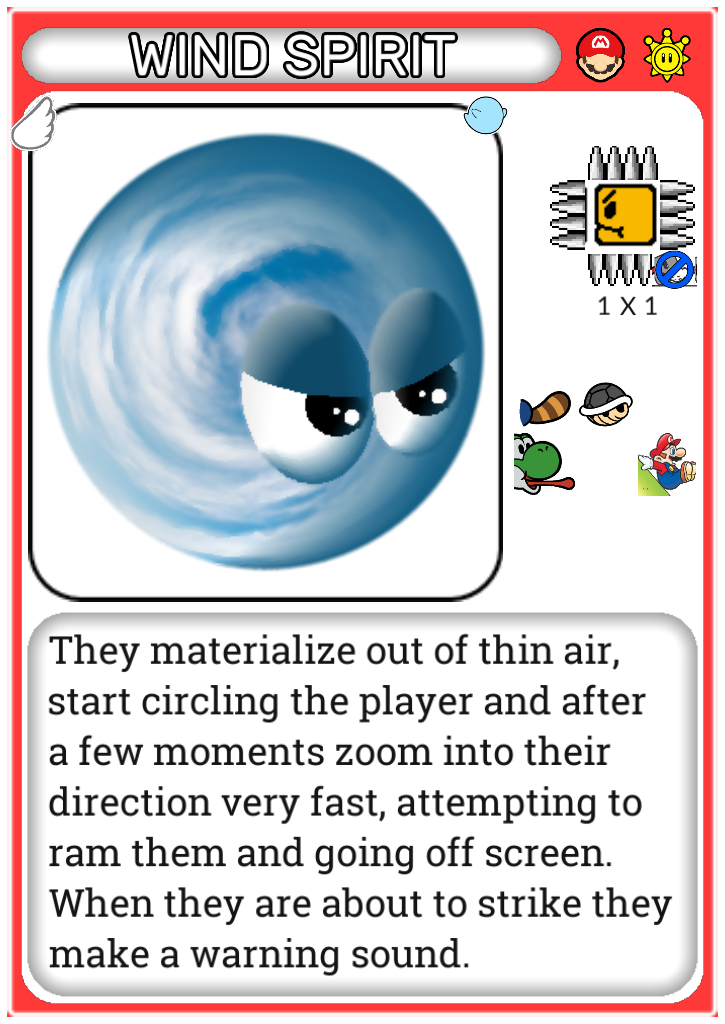 WIND SPIRIT
1 X 1
They materialize out of thin air,
start circling the player and after
a few moments zoom into their
direction very fast, attempting to
ram them and going off screen.
When they are about to strike they
make a warning sound.